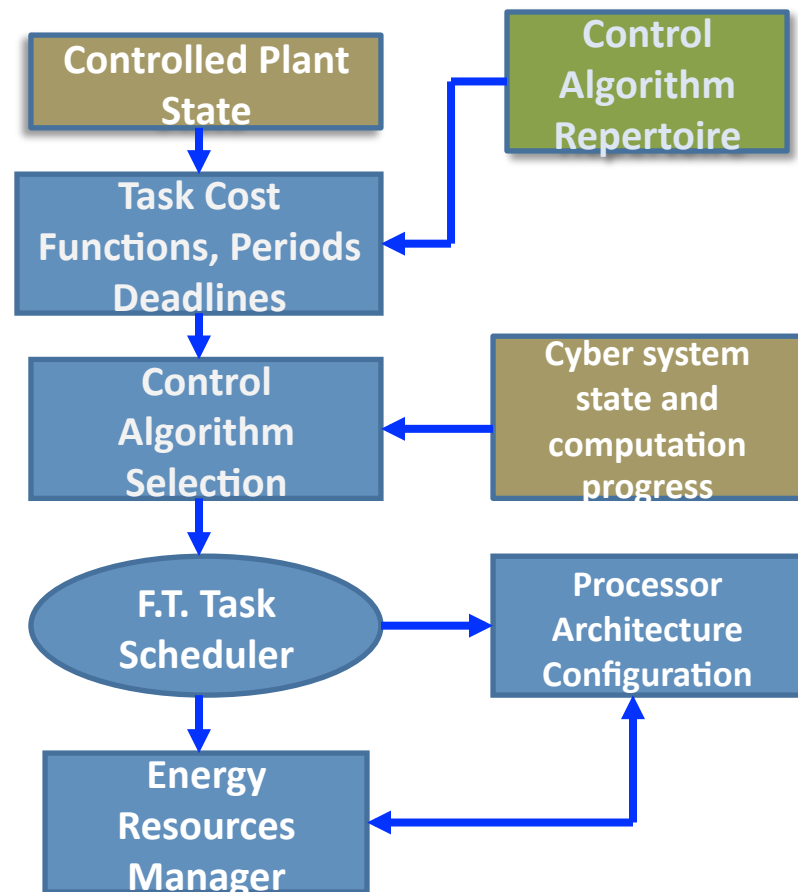 Controlled Plant
State
Control
Algorithm
Repertoire
Task Cost
Functions, Periods
Deadlines
Control
Algorithm
Selection
Cyber system
state and
computation
progress
F.T. Task
Scheduler
Processor
Architecture
Configuration
Energy
Resources
Manager